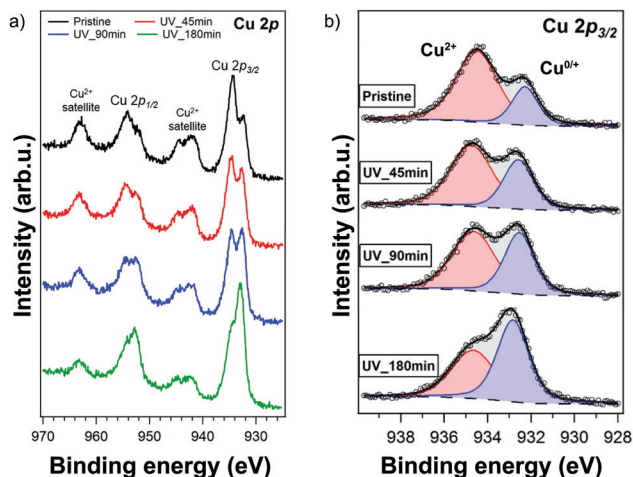 a)
Cu 2p
Pristine
UV_45min
UV_90min
UV_180min
Cu 2p3/2
Cu2+
satellite
Cu 2p1/2
Cu2+
satellite
Intensity (arb.u.)
970
960
950
940
930
Binding energy (eV)
b)
Cu 2p3/2
Cu2+
Cu0/+
Pristine
UV_45min
UV_90min
UV_180min
Intensity (arb.u.)
938
936
934
932
930
928
Binding energy (eV)